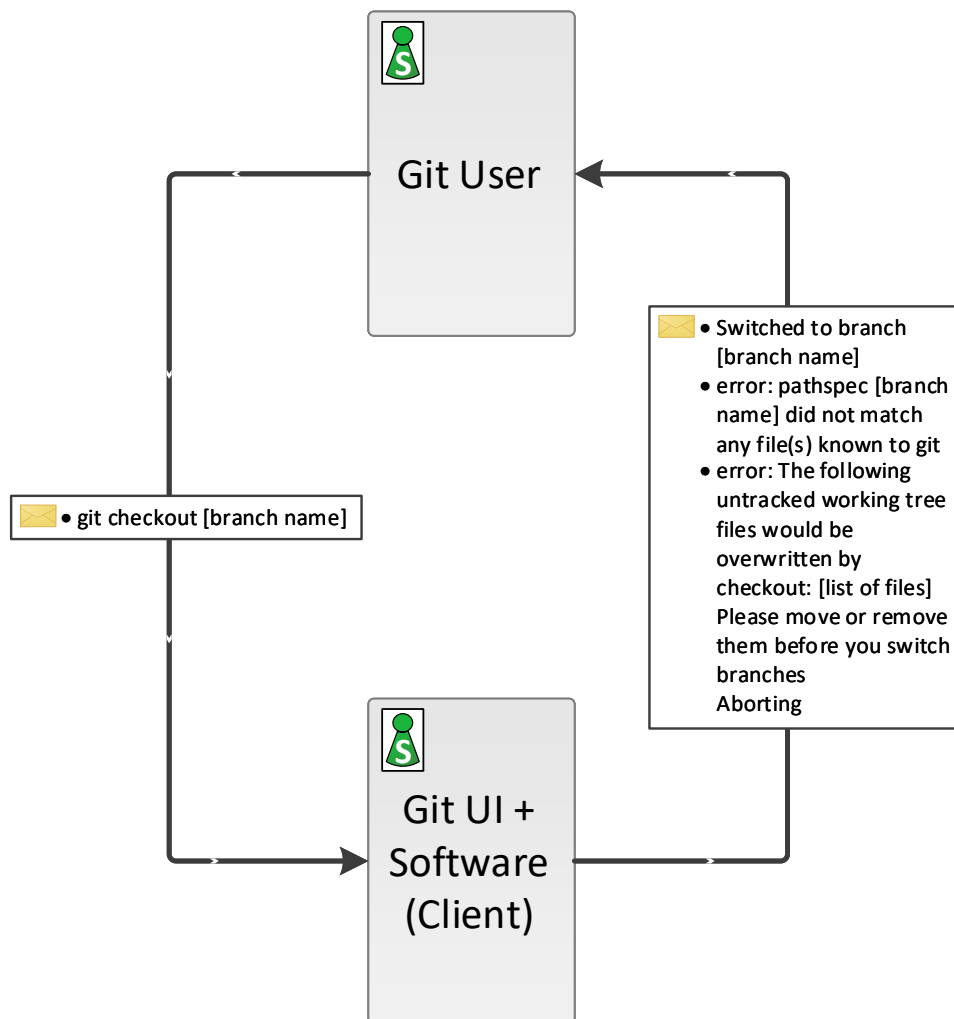 S
Git User
• Switched to branch
[branch name]
• error: pathspec [branch
name] did not match
any file(s) known to git
• error: The following
untracked working tree
files would be
overwritten by
checkout: [list of files]
Please move or remove
them before you switch
branches
Aborting
• git checkout [branch name]
S
Git UI +
Software
(Client)